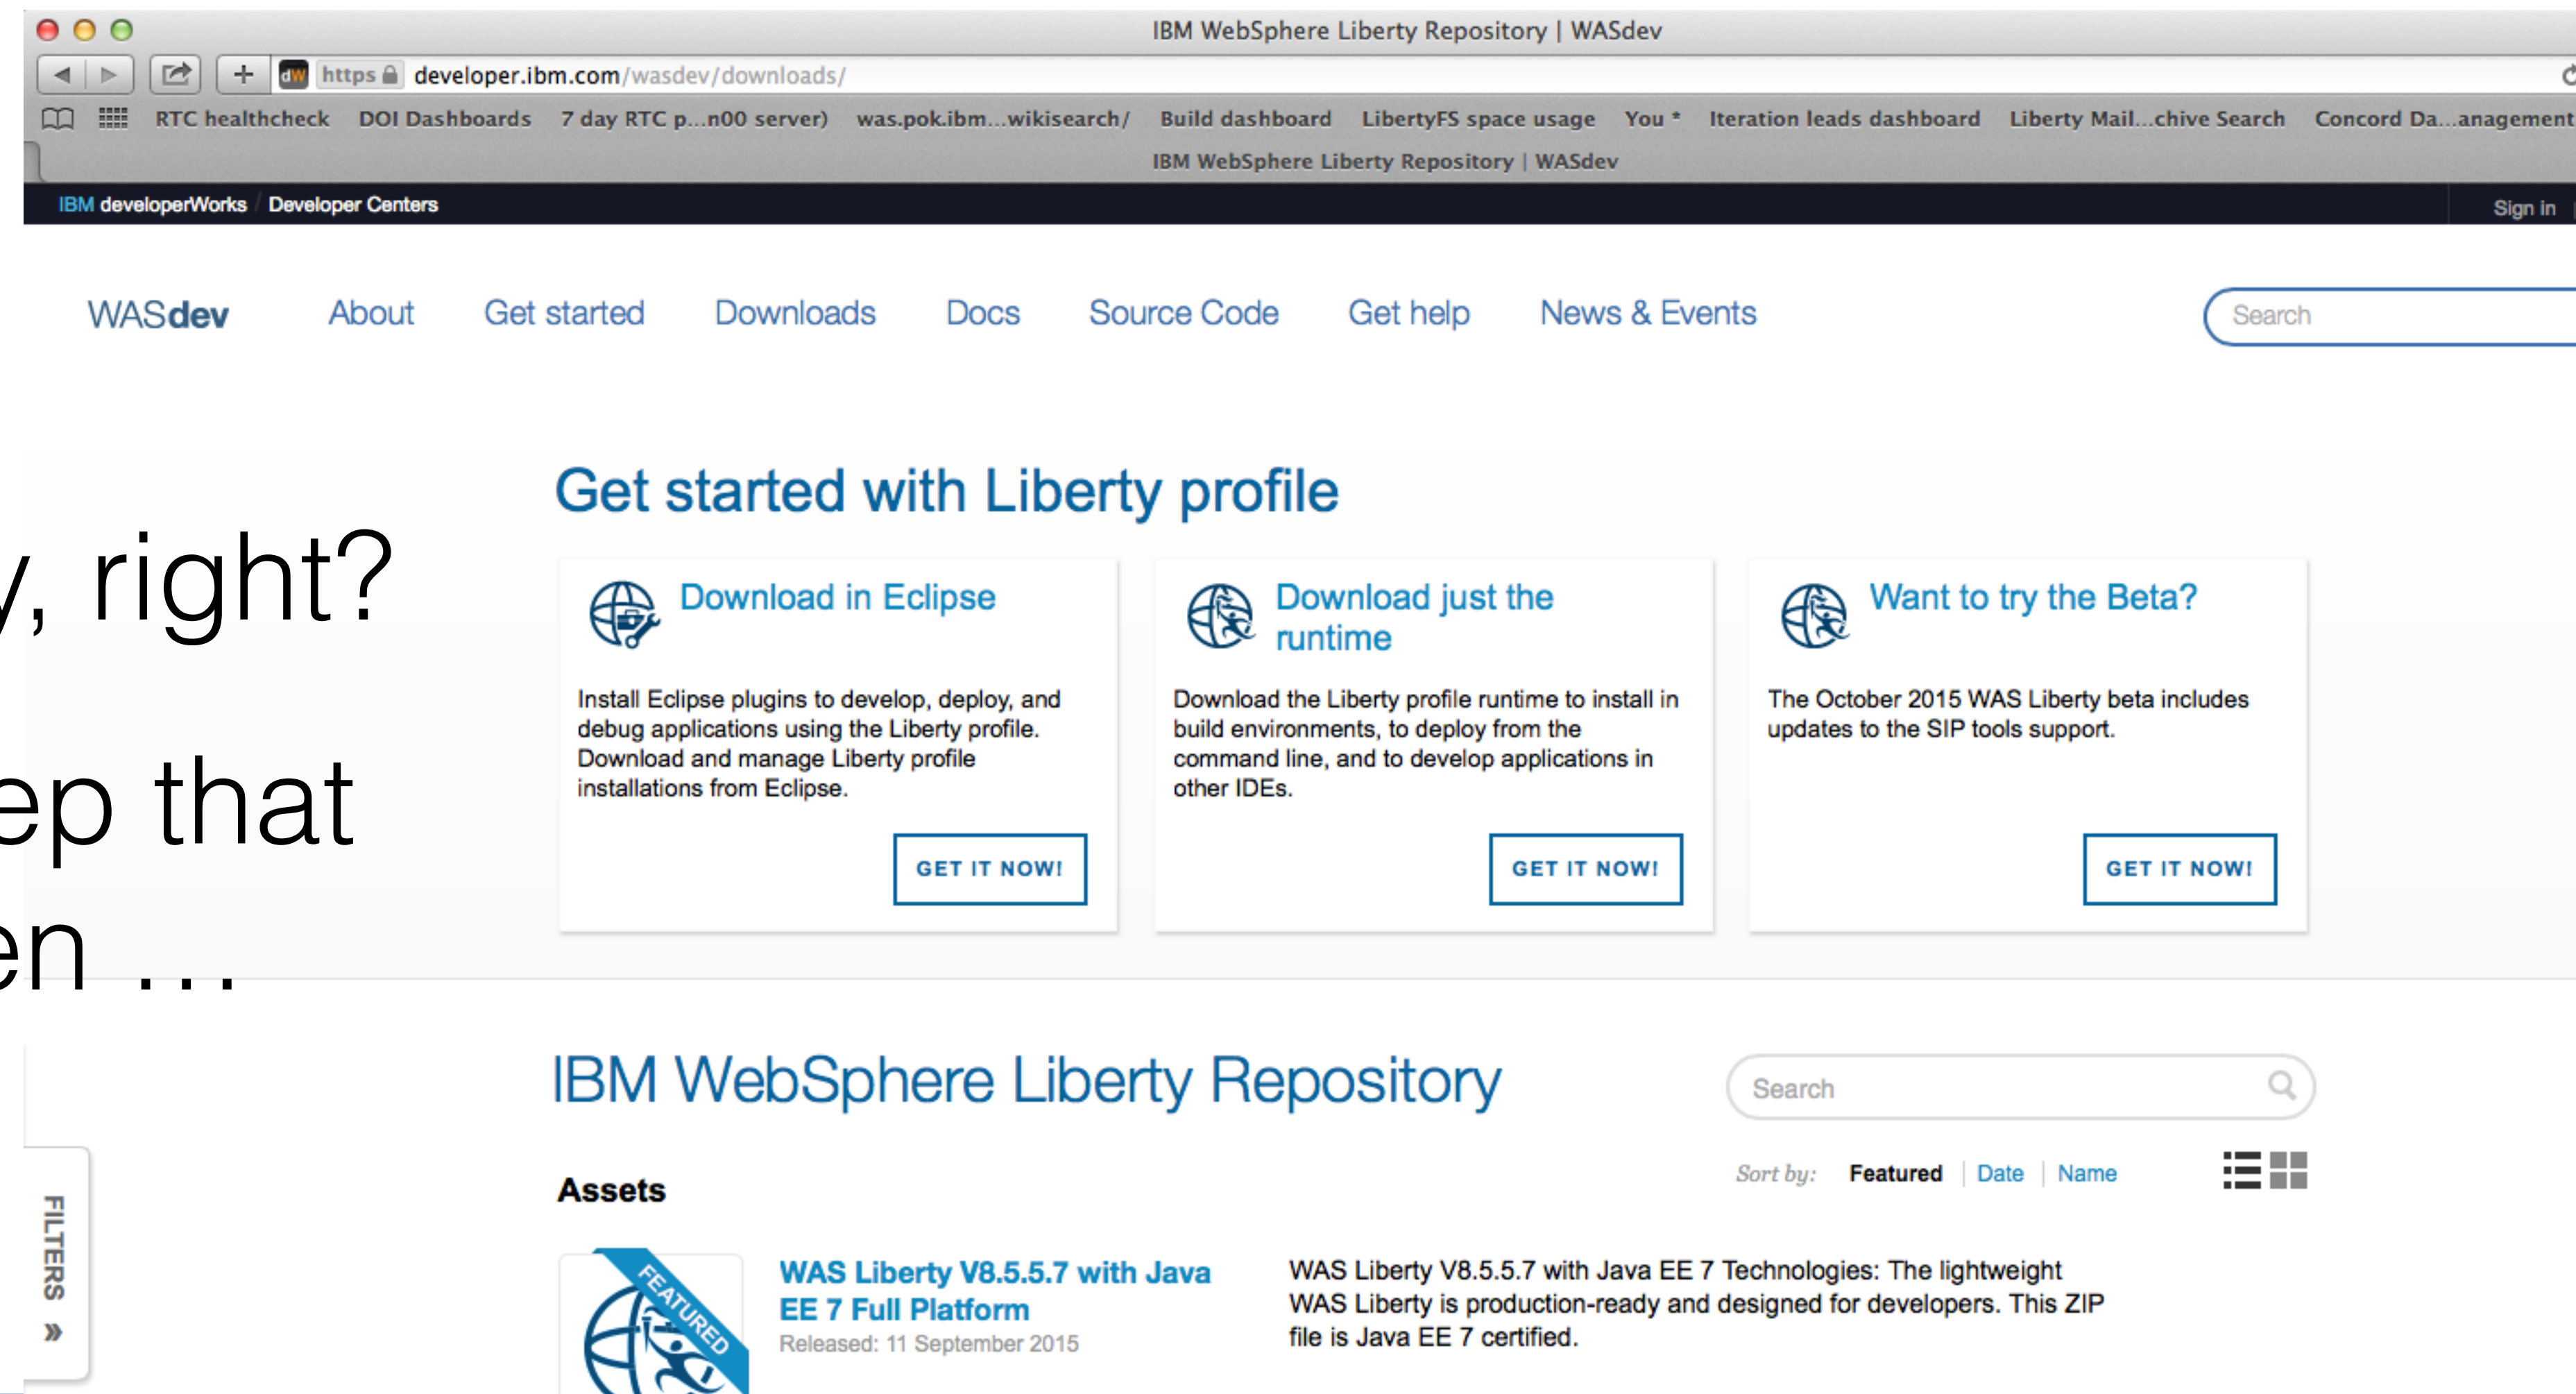 IBM WebSphere Liberty Repository | WASdev
dW https developer.ibm.com/wasdev/downloads/
RTC healthcheck DOI Dashboards 7 day RTC p...n00 server) was.pok.ibm...wikisearch/ Build dashboard LibertyFS space usage You * Iteration leads dashboard Liberty Mail...chive Search Concord Da...anagement
IBM WebSphere Liberty Repository | WASdev
IBM developerWorks / Developer Centers Sign in
WASdev About Get started Downloads Docs Source Code Get help News & Events Search
Get started with Liberty profile
, right?
ep that
en ...
Download in Eclipse
Install Eclipse plugins to develop, deploy, and
debug applications using the Liberty profile.
Download and manage Liberty profile
installations from Eclipse.
GET IT NOW!
Download just the
runtime
Download the Liberty profile runtime to install in
build environments, to deploy from the
command line, and to develop applications in
other IDEs.
GET IT NOW!
Want to try the Beta?
The October 2015 WAS Liberty beta includes
updates to the SIP tools support.
GET IT NOW!
IBM WebSphere Liberty Repository Search
Assets Sort by: Featured | Date | Name
FILTERS »
FEATURED
WAS Liberty V8.5.5.7 with Java
EE 7 Full Platform
Released: 11 September 2015
WAS Liberty V8.5.5.7 with Java EE 7 Technologies: The lightweight
WAS Liberty is production-ready and designed for developers. This ZIP
file is Java EE 7 certified.